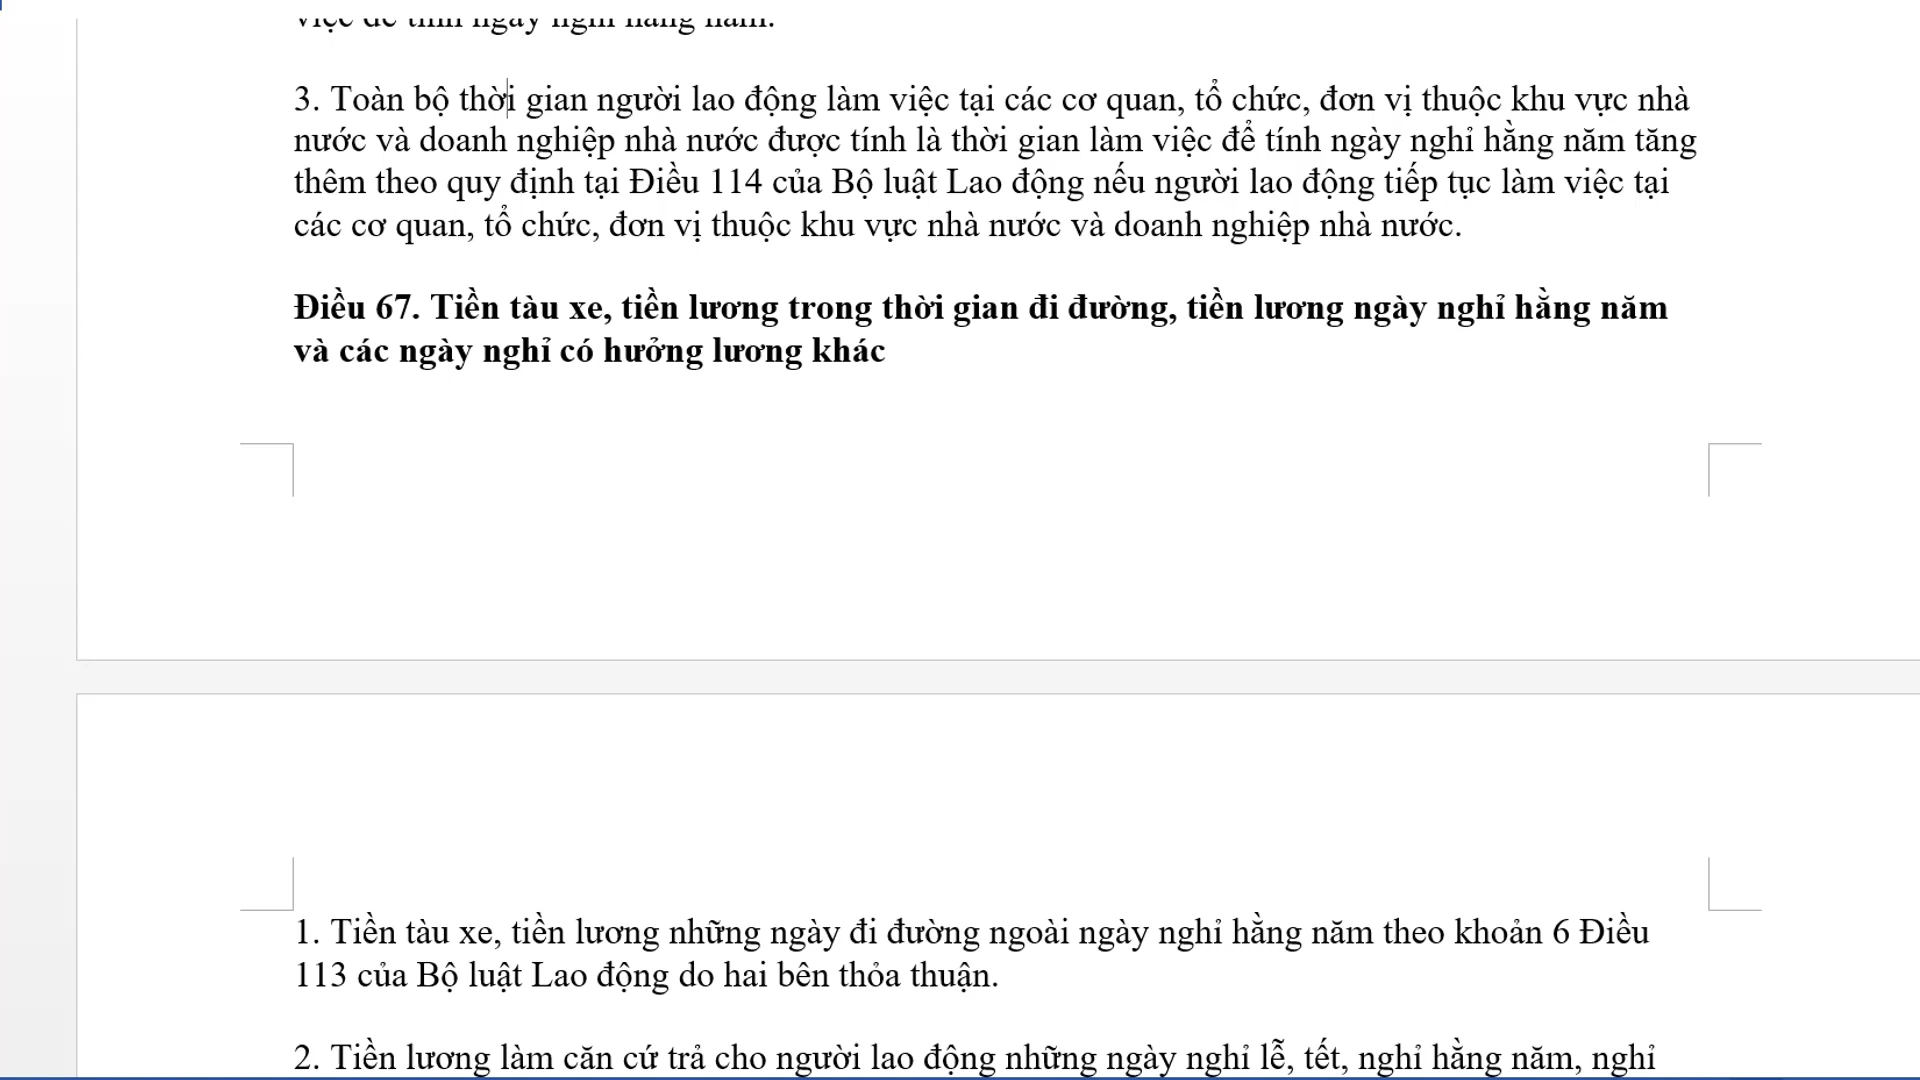 việc để tính ngày nghỉ hằng năm.
3. Toàn bộ thời gian người lao động làm việc tại các cơ quan, tổ chức, đơn vị thuộc khu vực nhà
nước và doanh nghiệp nhà nước được tính là thời gian làm việc để tính ngày nghỉ hằng năm tăng
thêm theo quy định tại Điều 114 của Bộ luật Lao động nếu người lao động tiếp tục làm việc tại
các cơ quan, tổ chức, đơn vị thuộc khu vực nhà nước và doanh nghiệp nhà nước.
Điều 67. Tiền tàu xe, tiền lương trong thời gian đi đường, tiền lương ngày nghỉ hằng năm
và các ngày nghỉ có hưởng lương khác
1. Tiền tàu xe, tiền lương những ngày đi đường ngoài ngày nghỉ hằng năm theo khoản 6 Điều
113 của Bộ luật Lao động do hai bên thỏa thuận.
2. Tiền lương làm căn cứ trả cho người lao động những ngày nghỉ lễ, tết, nghỉ hằng năm, nghỉ